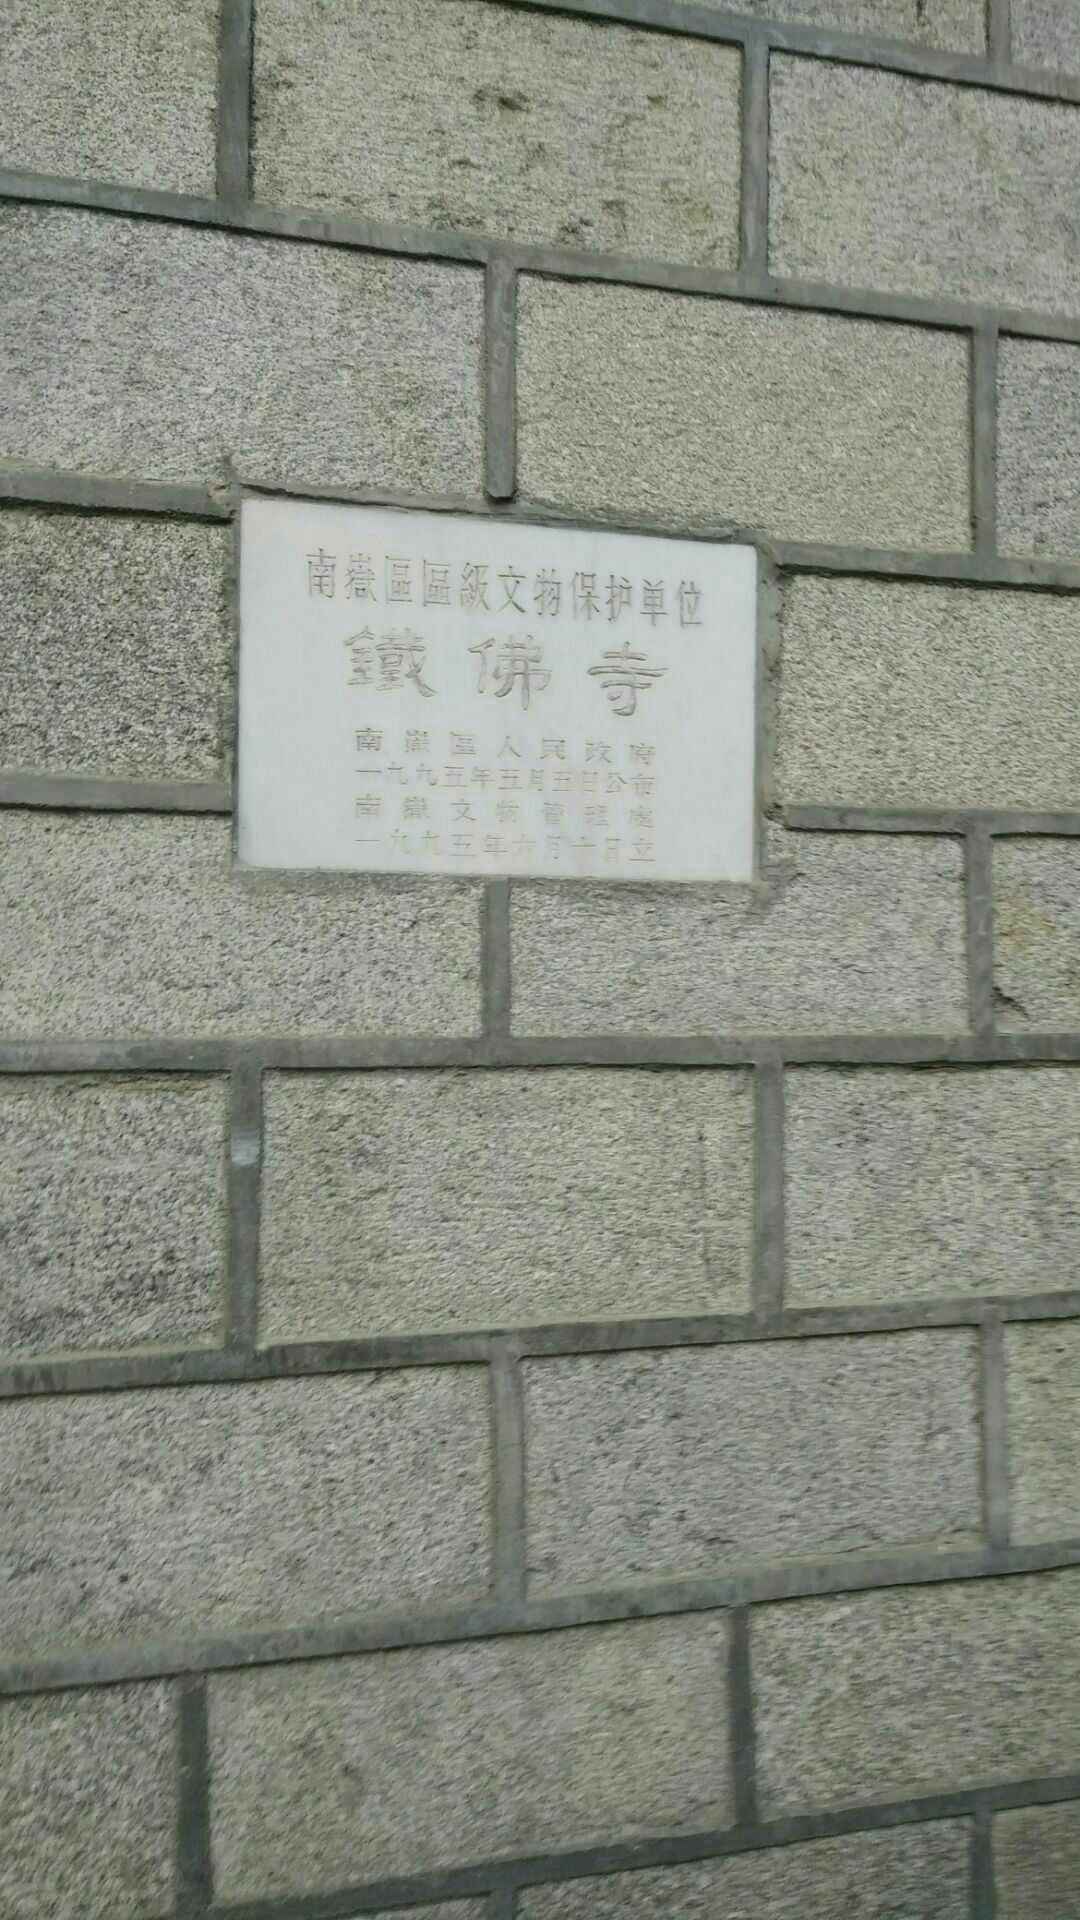 南嶽區區級文物保护单位
鐵佛寺
南嶽區人民政府
一九九五年五月五日公布
南嶽文物管理處
一九九五年六月十日立